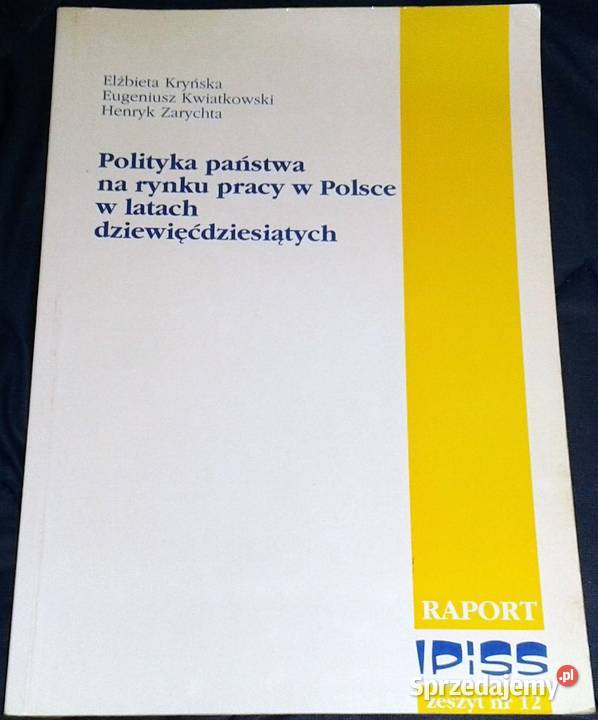 Elżbieta Kryńska
Eugeniusz Kwiatkowski
Henryk Zarychta
Polityka państwa
na rynku pracy w Polsce
w latach
dziewięćdziesiątych
RAPORT
IPiSS
Sprzedajemy.pl
zeszyt nr 12